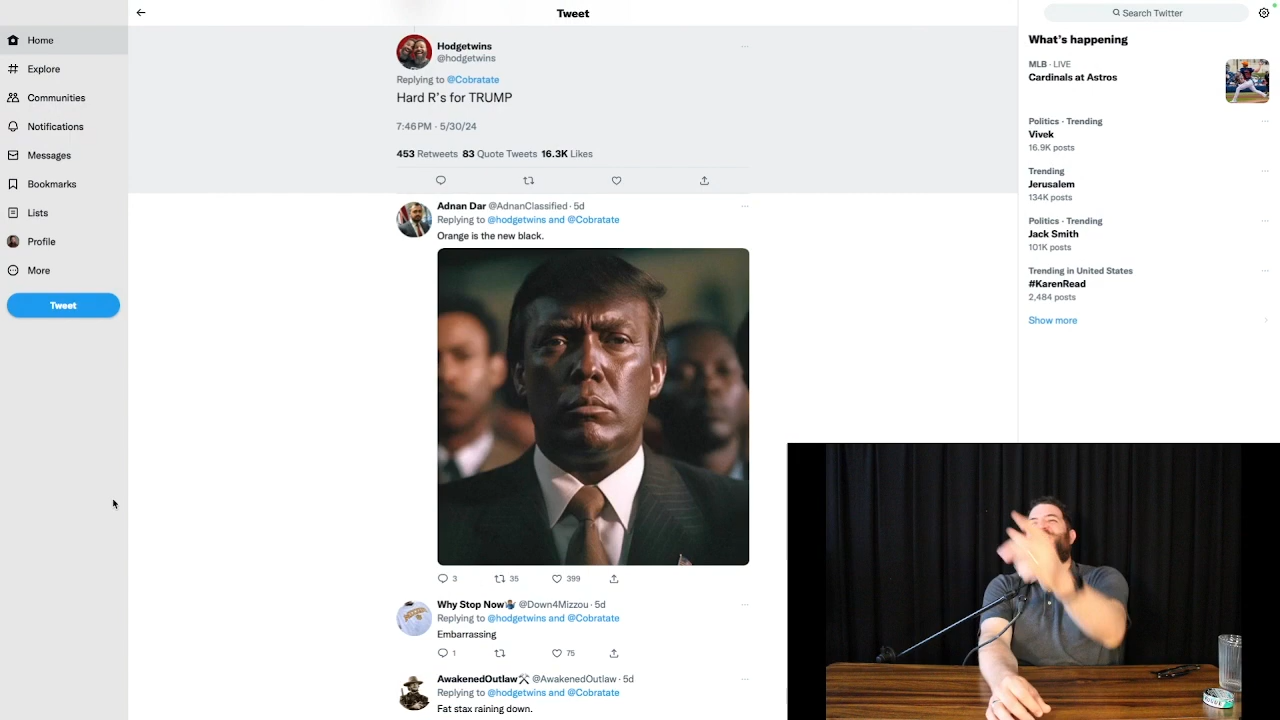 Tweet
Search Twitter
Home
Explore
Communities
Notifications
Messages
Bookmarks
Lists
Profile
More
Tweet
Hodgetwins
@hodgetwins
Replying to @Cobratate
Hard R's for TRUMP
7:46 PM · 5/30/24
453 Retweets 83 Quote Tweets 16.3K Likes
Adnan Dar @AdnanClassified · 5d
Replying to @hodgetwins and @Cobratate
Orange is the new black.
3 35 399
Why Stop Now @Down4Mizzou · 5d
Replying to @hodgetwins and @Cobratate
Embarrassing
1 75
AwakenedOutlaw @AwakenedOutlaw · 5d
Replying to @hodgetwins and @Cobratate
Fat stax raining down.
What's happening
MLB · LIVE
Cardinals at Astros
Politics · Trending
Vivek
16.9K posts
Trending
Jerusalem
134K posts
Politics · Trending
Jack Smith
101K posts
Trending in United States
#KarenRead
2,484 posts
Show more